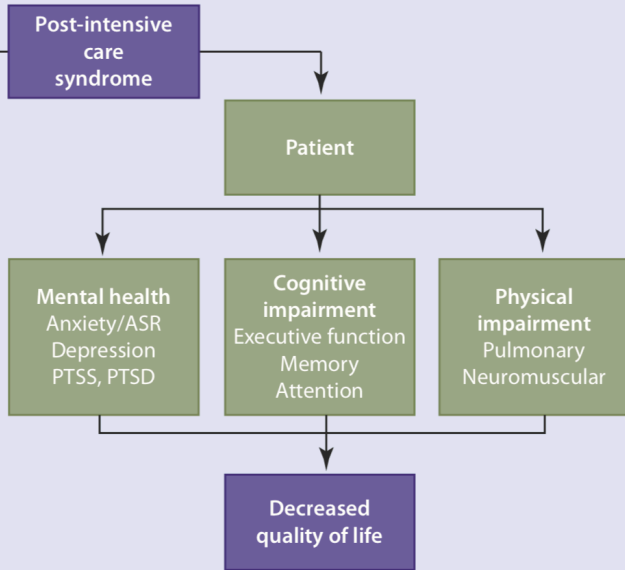 Post-intensive
care
syndrome
Patient
Mental health
Anxiety/ASR
Depression
PTSS, PTSD
Cognitive
impairment
Executive function
Memory
Attention
Physical
impairment
Pulmonary
Neuromuscular
Decreased
quality of life